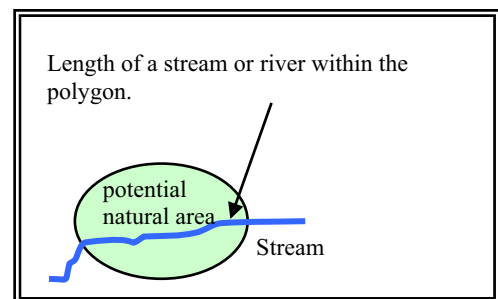 Length of a stream or river within the
polygon.
potential
natural area
Stream